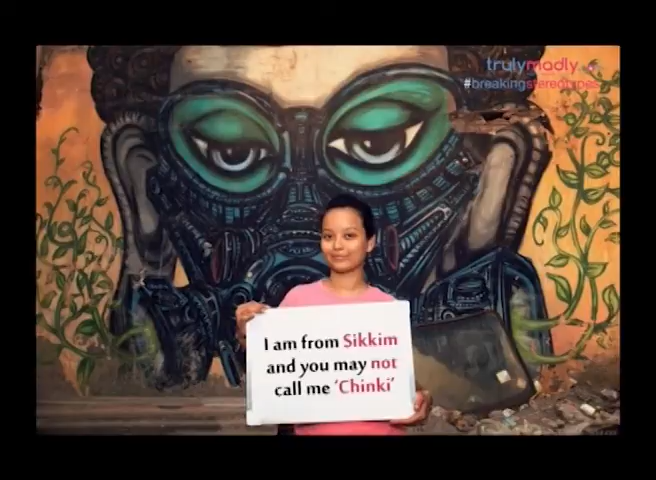 trulymadly
#breakingstereotypes
I am from Sikkim
and you may not
call me ‘Chinki’